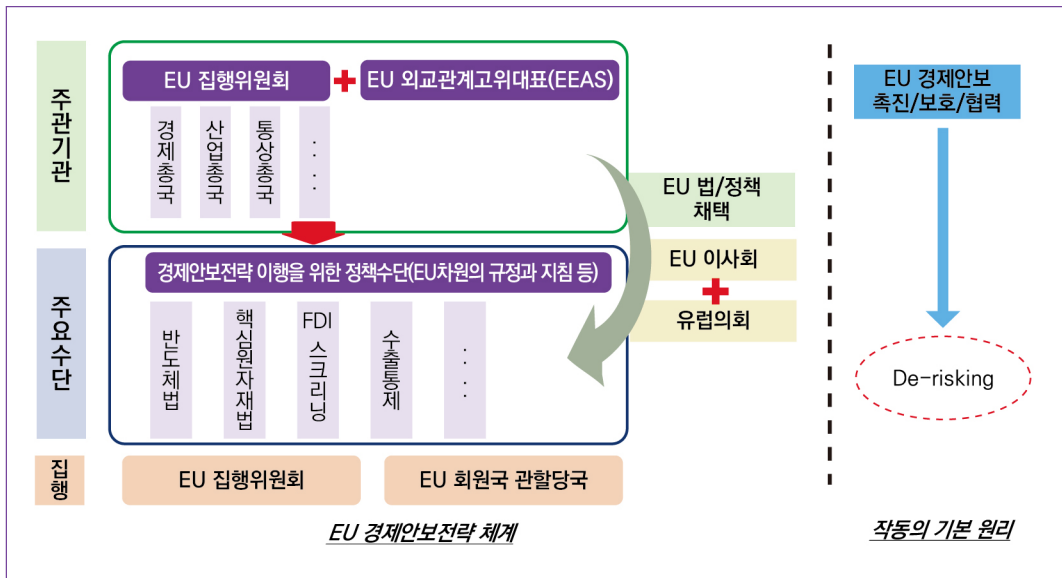 주관기관
EU 집행위원회
EU 외교관계고위대표(EEAS)
경제총국
산업총국
통상총국
. . . .
EU 법/정책
채택
EU 이사회
유럽의회
주요수단
경제안보전략 이행을 위한 정책수단(EU차원의 규정과 지침 등)
반도체법
핵심원자재법
FDI
스크리닝
수출통제
. . . .
집행
EU 집행위원회
EU 회원국 관할당국
EU 경제안보전략 체계
EU 경제안보
촉진/보호/협력
De-risking
작동의 기본 원리